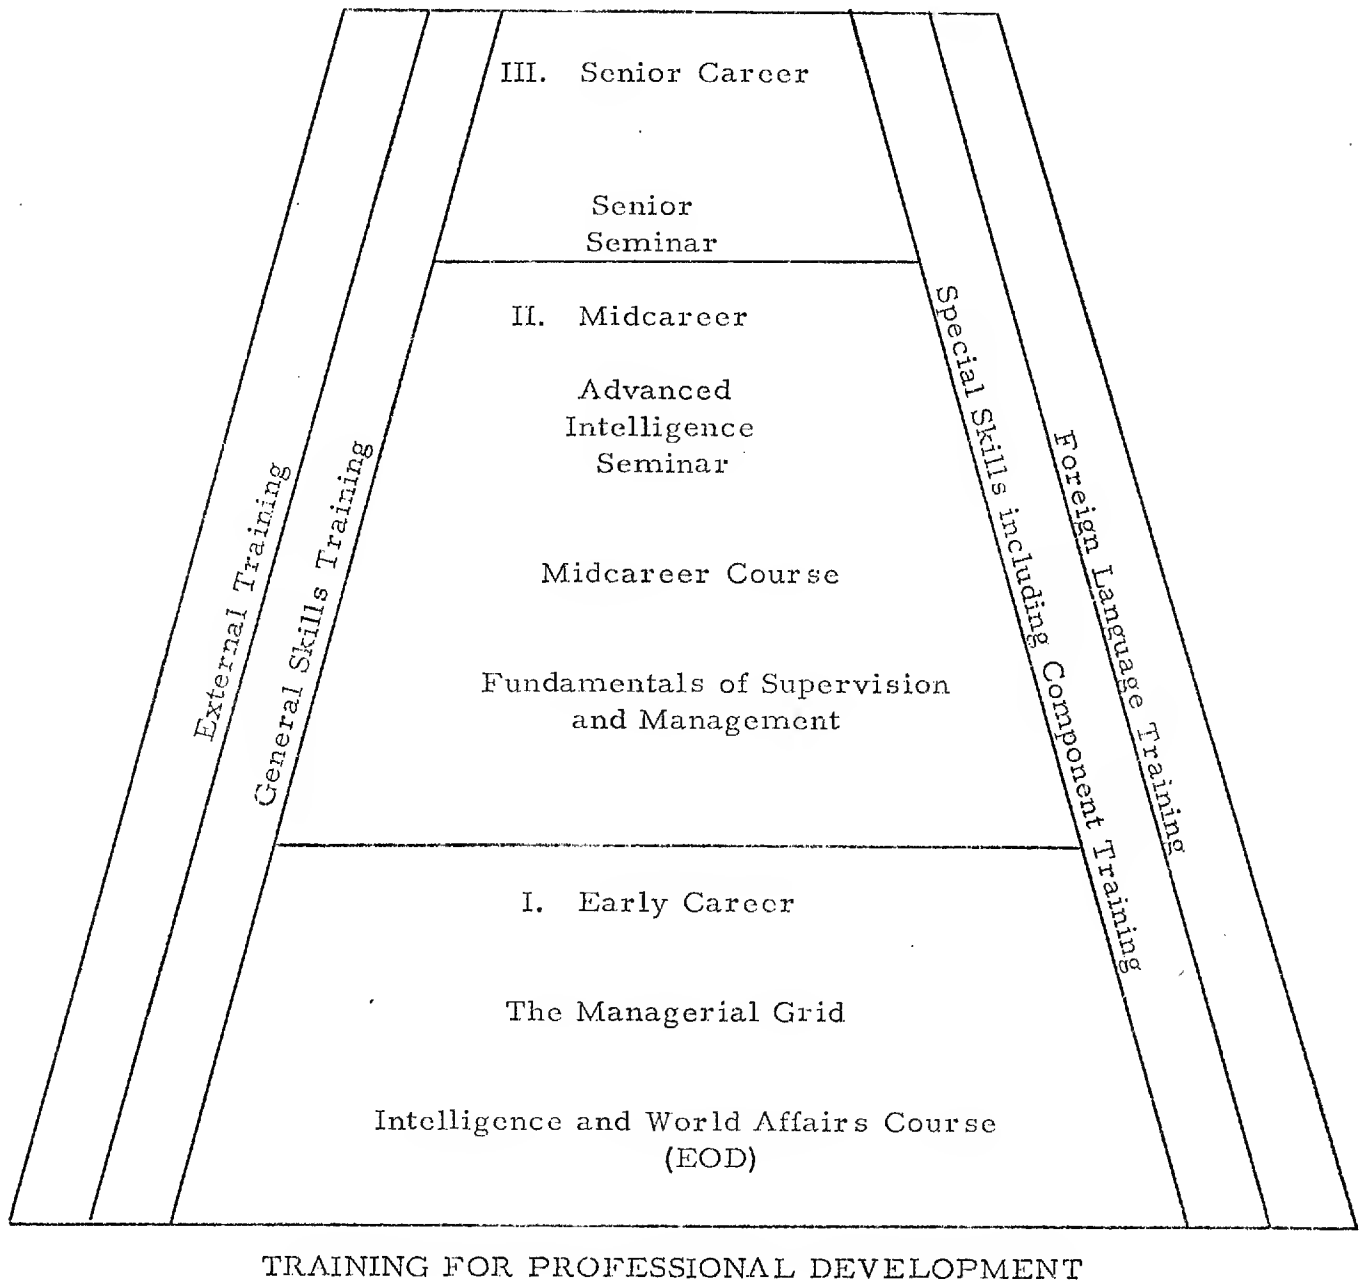 III. Senior Career
Senior
Seminar
II. Midcareer
Advanced
Intelligence
Seminar
Midcareer Course
Fundamentals of Supervision
and Management
I. Early Career
The Managerial Grid
Intelligence and World Affairs Course
(EOD)
External Training
General Skills Training
Special Skills including Component Training
Foreign Language Training
TRAINING FOR PROFESSIONAL DEVELOPMENT